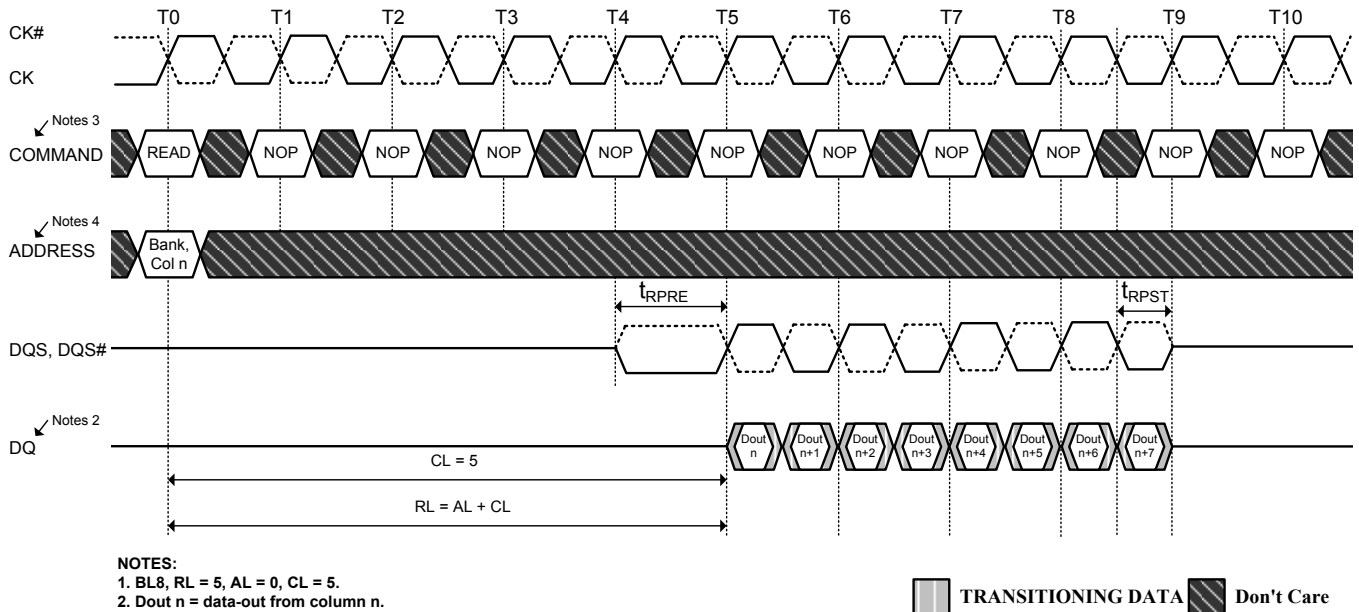 T0 T1 T2 T3 T4 T5 T6 T7 T8 T9 T10
CK#
CK
Notes 3
COMMAND READ NOP NOP NOP NOP NOP NOP NOP NOP NOP NOP
Notes 4
ADDRESS
Bank,
Col n
tRPRE tRPST
DQS, DQS#
Notes 2
DQ
Dout Dout Dout Dout Dout Dout Dout Dout
n n+1 n+2 n+3 n+4 n+5 n+6 n+7
CL = 5
RL = AL + CL
NOTES:
1. BL8, RL = 5, AL = 0, CL = 5.
2. Dout n = data-out from column n.
TRANSITIONING DATA Don't Care